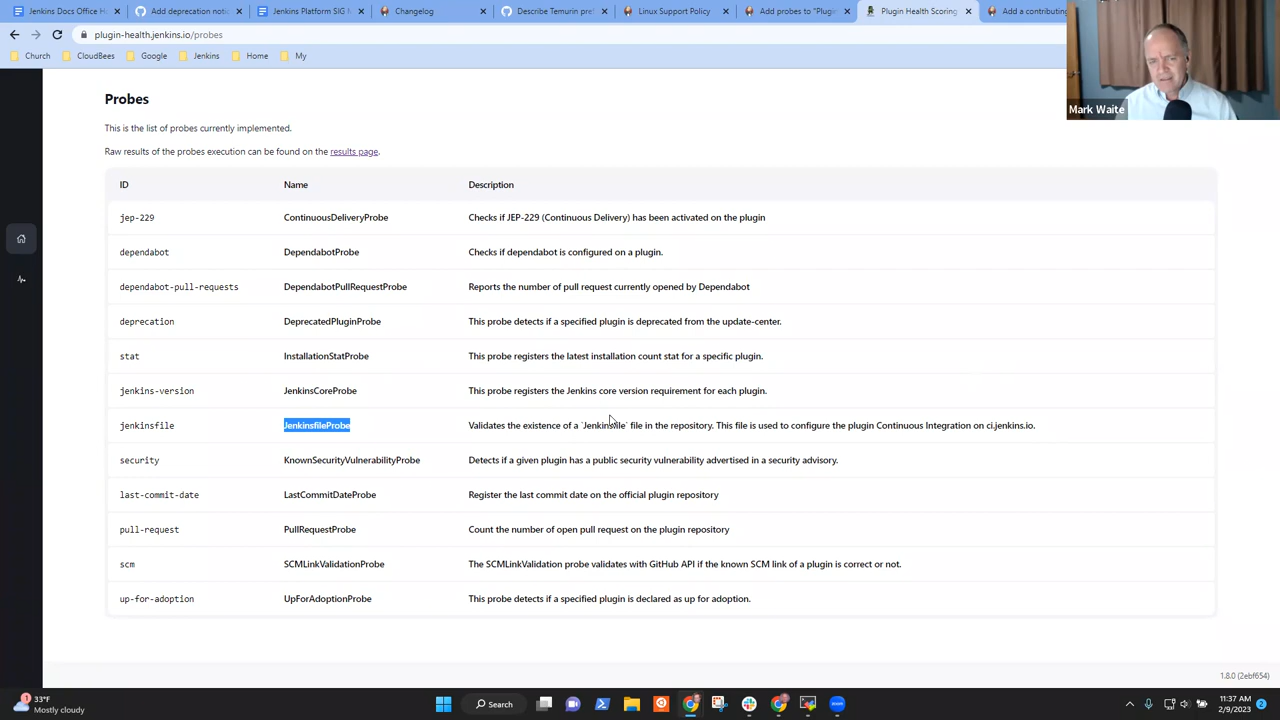 Jenkins Docs Office H
Add deprecation notic
Jenkins Platform SIG M
Changelog
Describe Temurin pref
Linux Support Policy
Add probes to "Plugin
Plugin Health Scoring
Add a contributing
plugin-health.jenkins.io/probes
Church
CloudBees
Google
Jenkins
Home
My
Mark Waite
Probes
This is the list of probes currently implemented.
Raw results of the probes execution can be found on the results page.
ID Name Description
jep-229 ContinuousDeliveryProbe Checks if JEP-229 (Continuous Delivery) has been activated on the plugin
dependabot DependabotProbe Checks if dependabot is configured on a plugin.
dependabot-pull-requests DependabotPullRequestProbe Reports the number of pull request currently opened by Dependabot
deprecation DeprecatedPluginProbe This probe detects if a specified plugin is deprecated from the update-center.
stat InstallationStatProbe This probe registers the latest installation count stat for a specific plugin.
jenkins-version JenkinsCoreProbe This probe registers the Jenkins core version requirement for each plugin.
jenkinsfile JenkinsfileProbe Validates the existence of a `Jenkinsfile` file in the repository. This file is used to configure the plugin Continuous Integration on ci.jenkins.io.
security KnownSecurityVulnerabilityProbe Detects if a given plugin has a public security vulnerability advertised in a security advisory.
last-commit-date LastCommitDateProbe Register the last commit date on the official plugin repository
pull-request PullRequestProbe Count the number of open pull request on the plugin repository
scm SCMLinkValidationProbe The SCMLinkValidation probe validates with GitHub API if the known SCM link of a plugin is correct or not.
up-for-adoption UpForAdoptionProbe This probe detects if a specified plugin is declared as up for adoption.
1.8.0 (2ebf654)
1
33°F
Mostly cloudy
Search
zoom
11:37 AM
2/9/2023
2